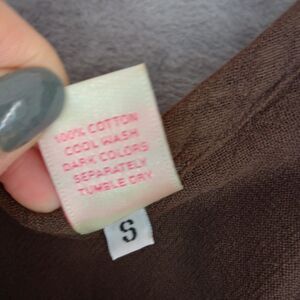 100% COTTON
COOL WASH
DARK COLORS
SEPARATELY
TUMBLE DRY
S